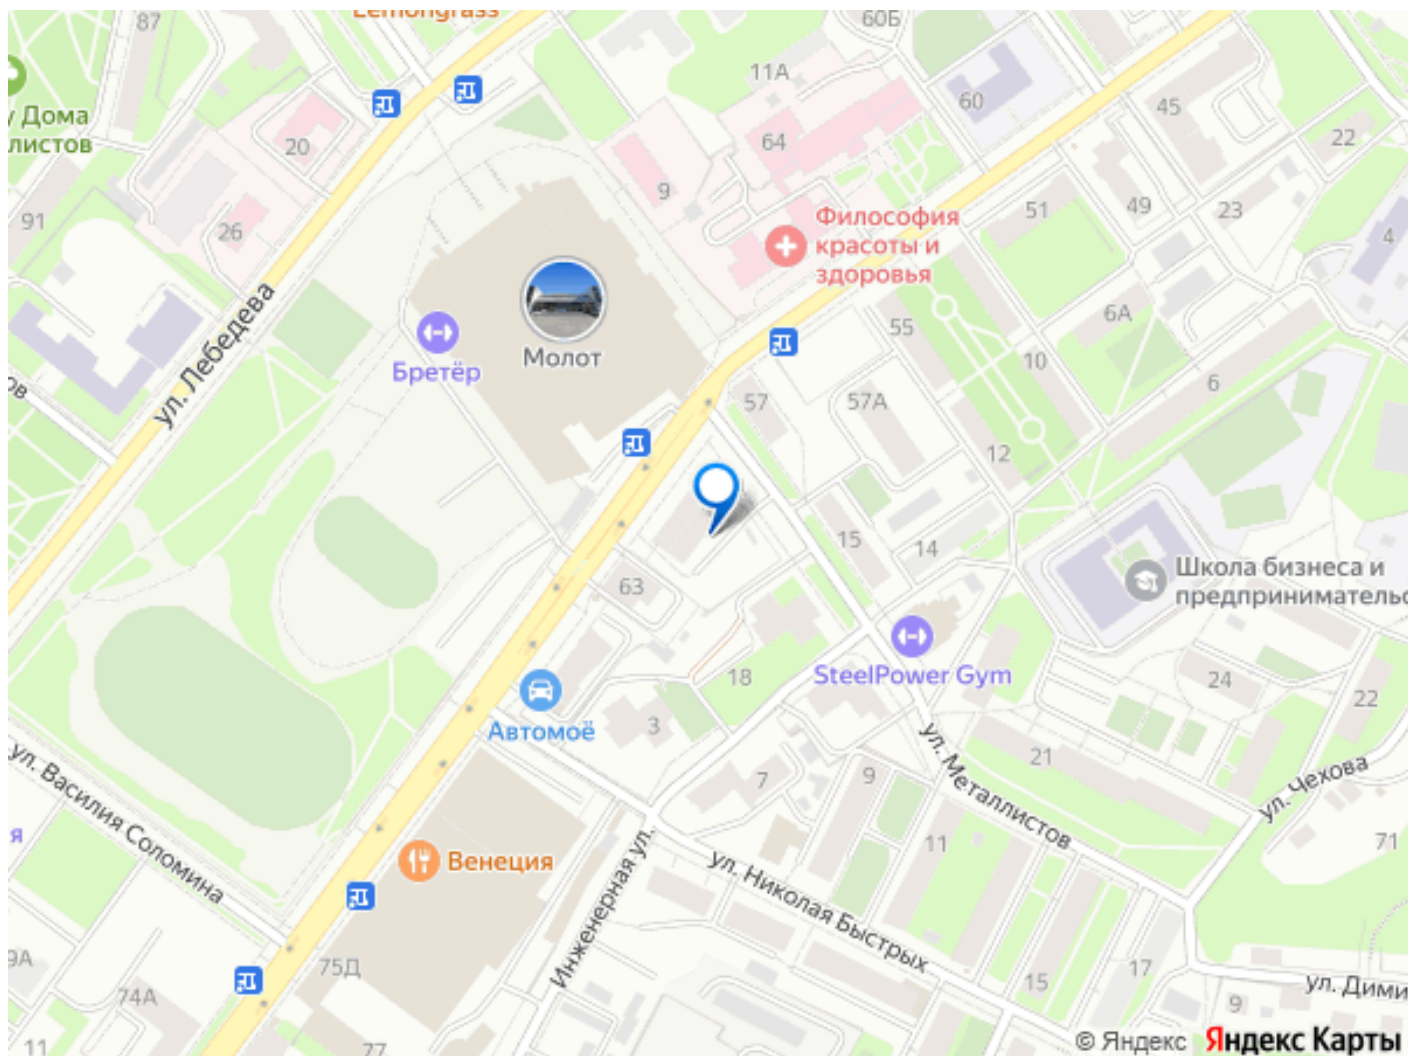 Lemongrass
87
60Б
11А
60
45
у Дома
листов
20
64
22
9
91
26
Философия
красоты и
здоровья
51
49
23
4
ул. Лебедева
Молот
Бретёр
55
6А
10
6
ов
57
57А
12
15
14
63
Школа бизнеса и
предпринимательс
SteelPower Gym
18
24
22
Автомоё
3
ул. Металлистов
21
ул. Чехова
7
9
ул. Василия Соломина
я
11
71
Венеция
Инженерная ул.
ул. Николая Быстрых
9А
75Д
74А
15
17
9
ул. Дими
11
77
© Яндекс Яндекс Карты